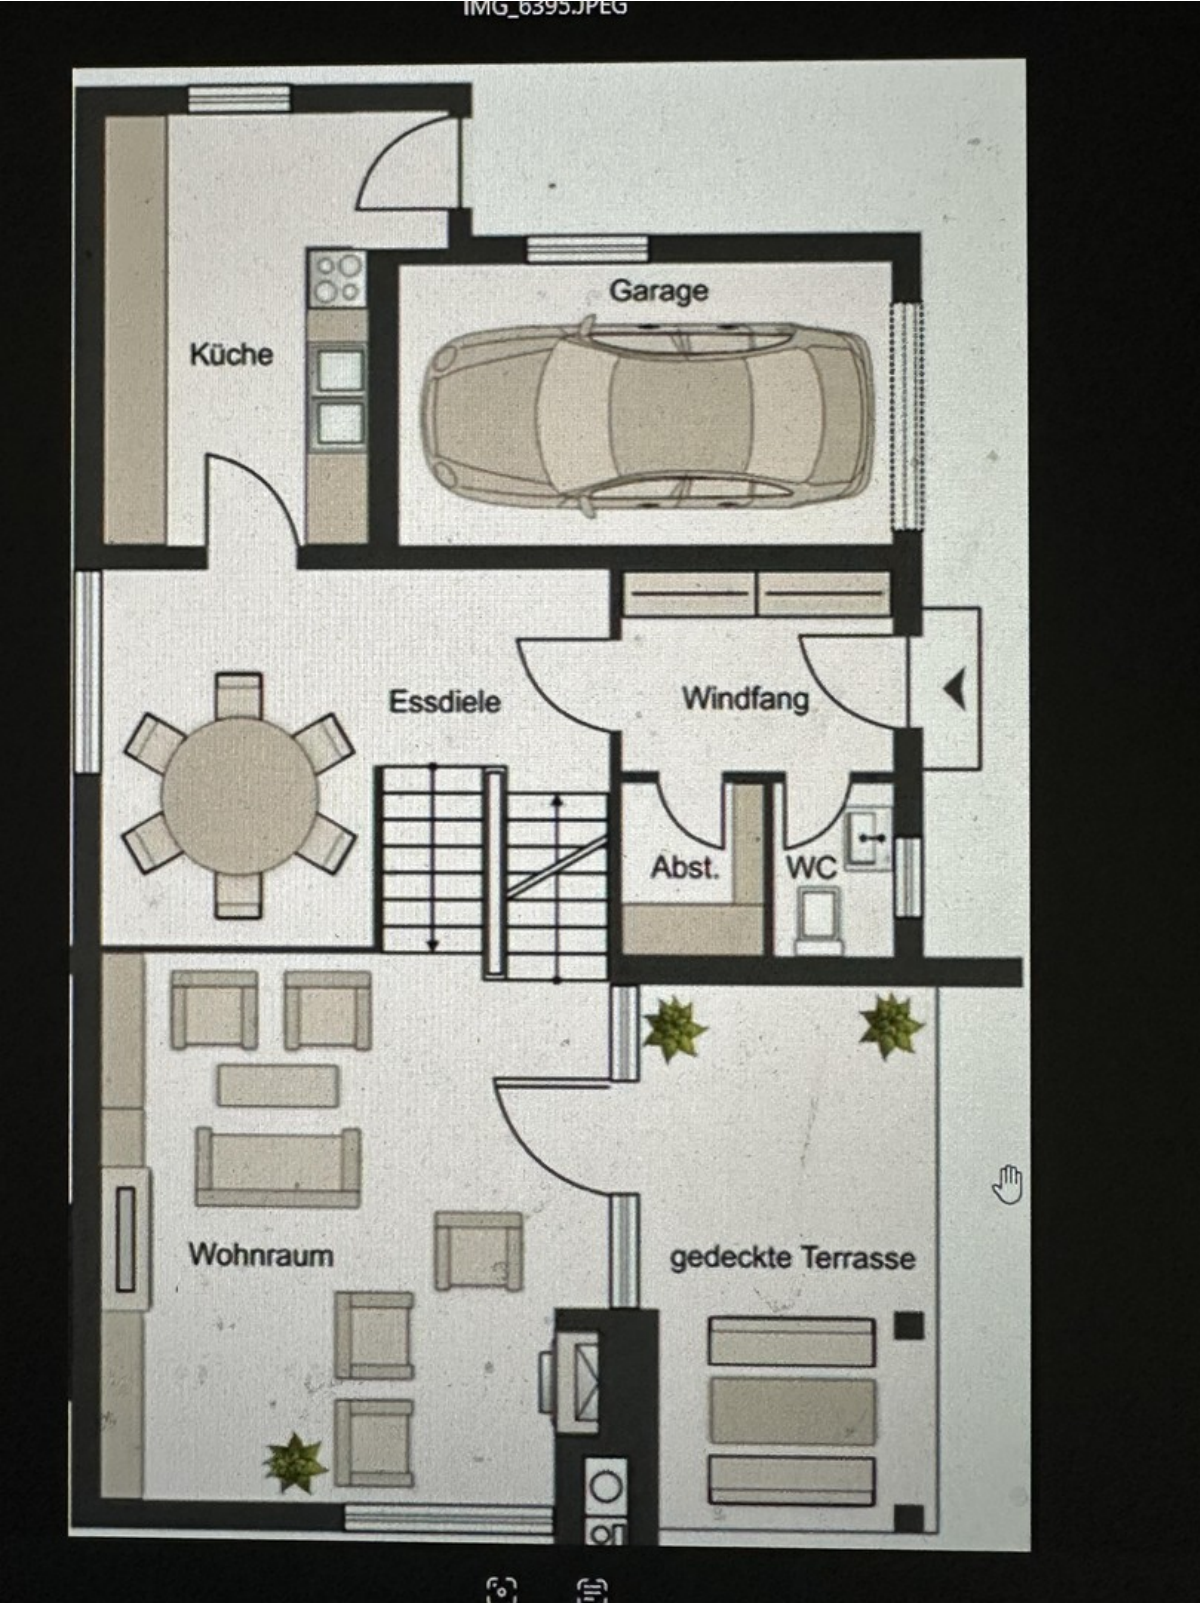 IMG_6395.JPEG
Garage
Küche
Essdiele
Windfang
Abst.
WC
Wohnraum
gedeckte Terrasse